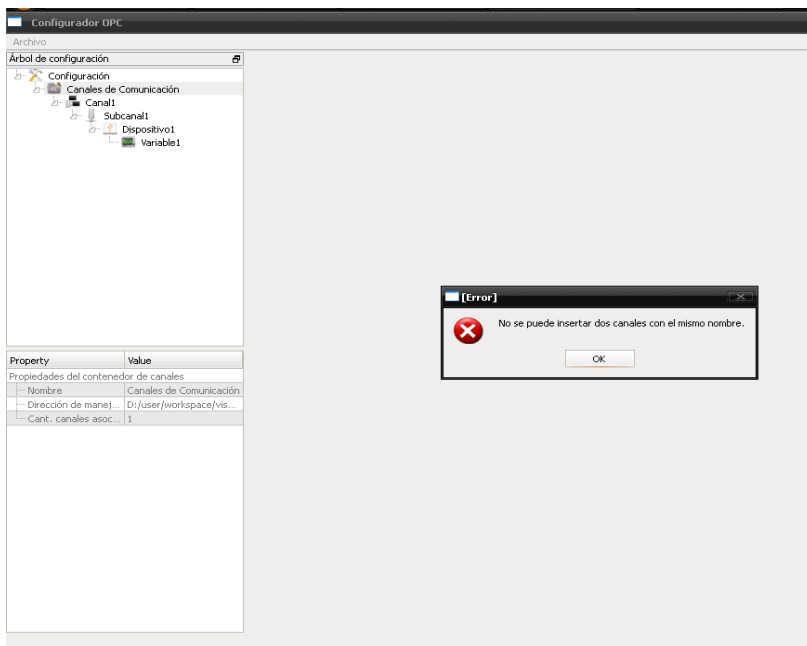 Configurador OPC
Archivo
Árbol de configuración
Configuración
Canales de Comunicación
Canal1
Subcanal1
Dispositivo1
Variable1
[Error]
No se puede insertar dos canales con el mismo nombre.
OK
Property Value
Propiedades del contenedor de canales
Nombre Canales de Comunicación
Dirección de manej... D:/user/workspace/vis...
Cant. canales asoc... 1